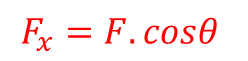 Fₓ = F.cosθ